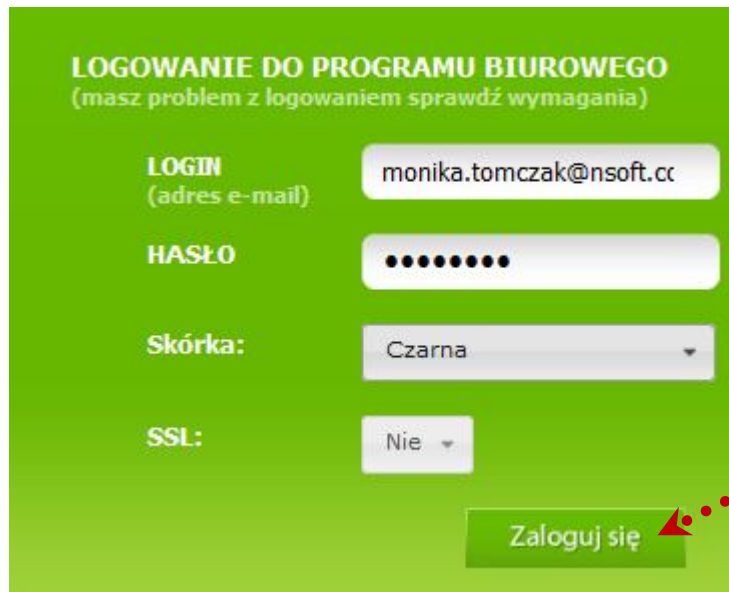 LOGOWANIE DO PROGRAMU BIUROWEGO
(masz problem z logowaniem sprawdź wymagania)
LOGIN
monika.tomczak@nsoft.cc
(adres e-mail)
HASŁO
••••••••
Skórka:
Czarna
SSL:
Nie
Zaloguj się